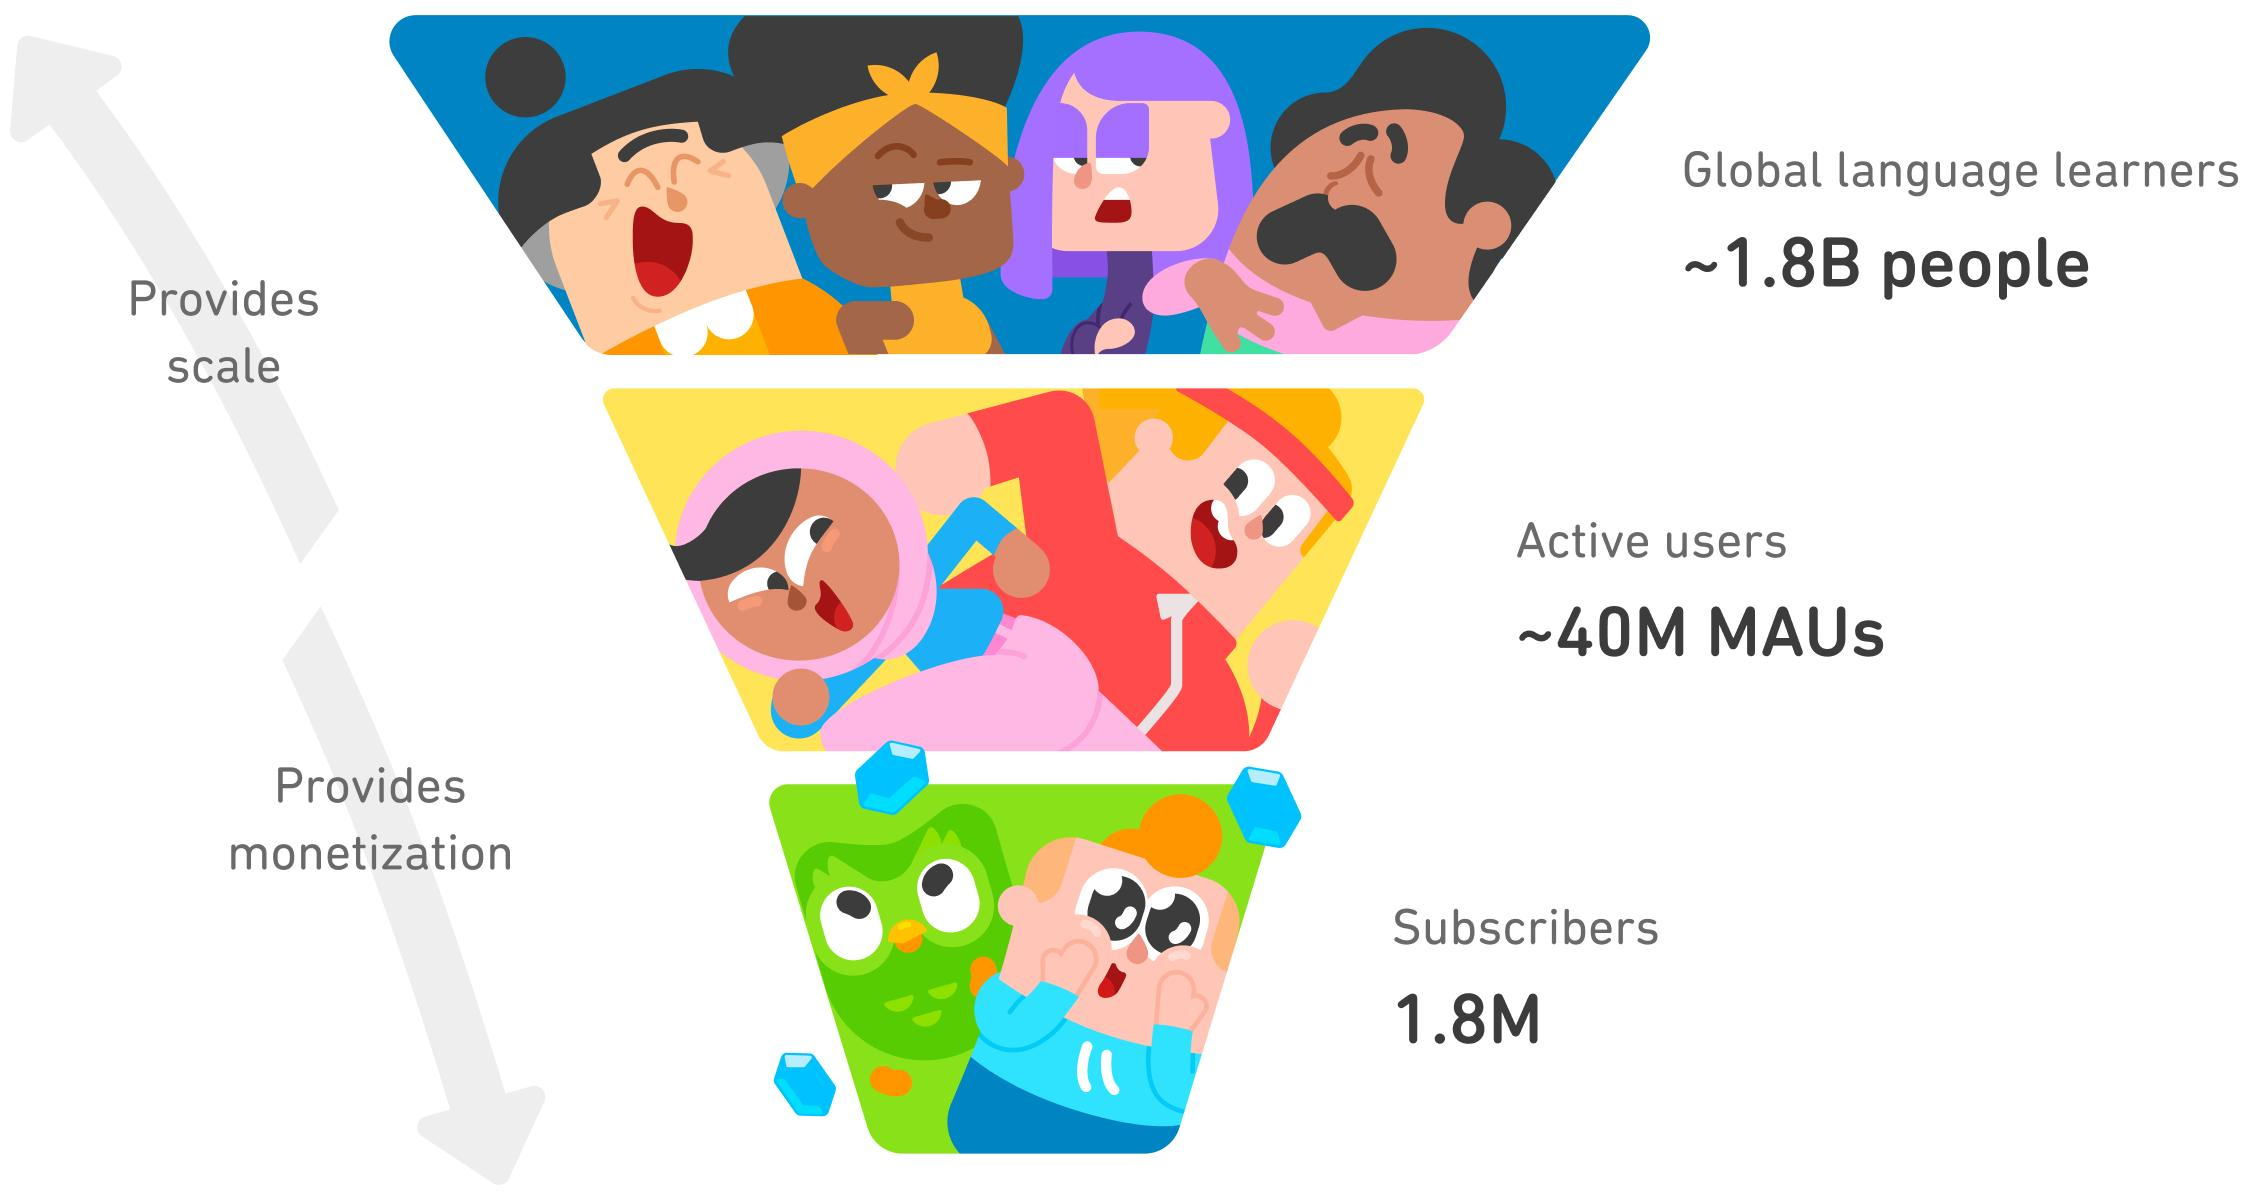 Global language learners
~1.8B people
Provides
scale
Active users
~40M MAUs
Provides
monetization
Subscribers
1.8M